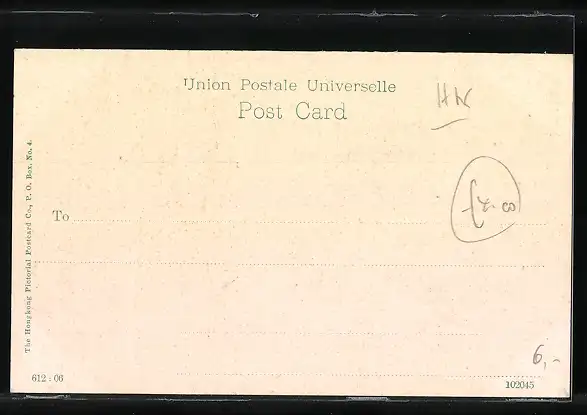 Union Postale Universelle
Post Card
HK
The Hongkong Pictorial Postcard Co., P. O. Box, No. 4.
To
6,-
612 : 06
102045